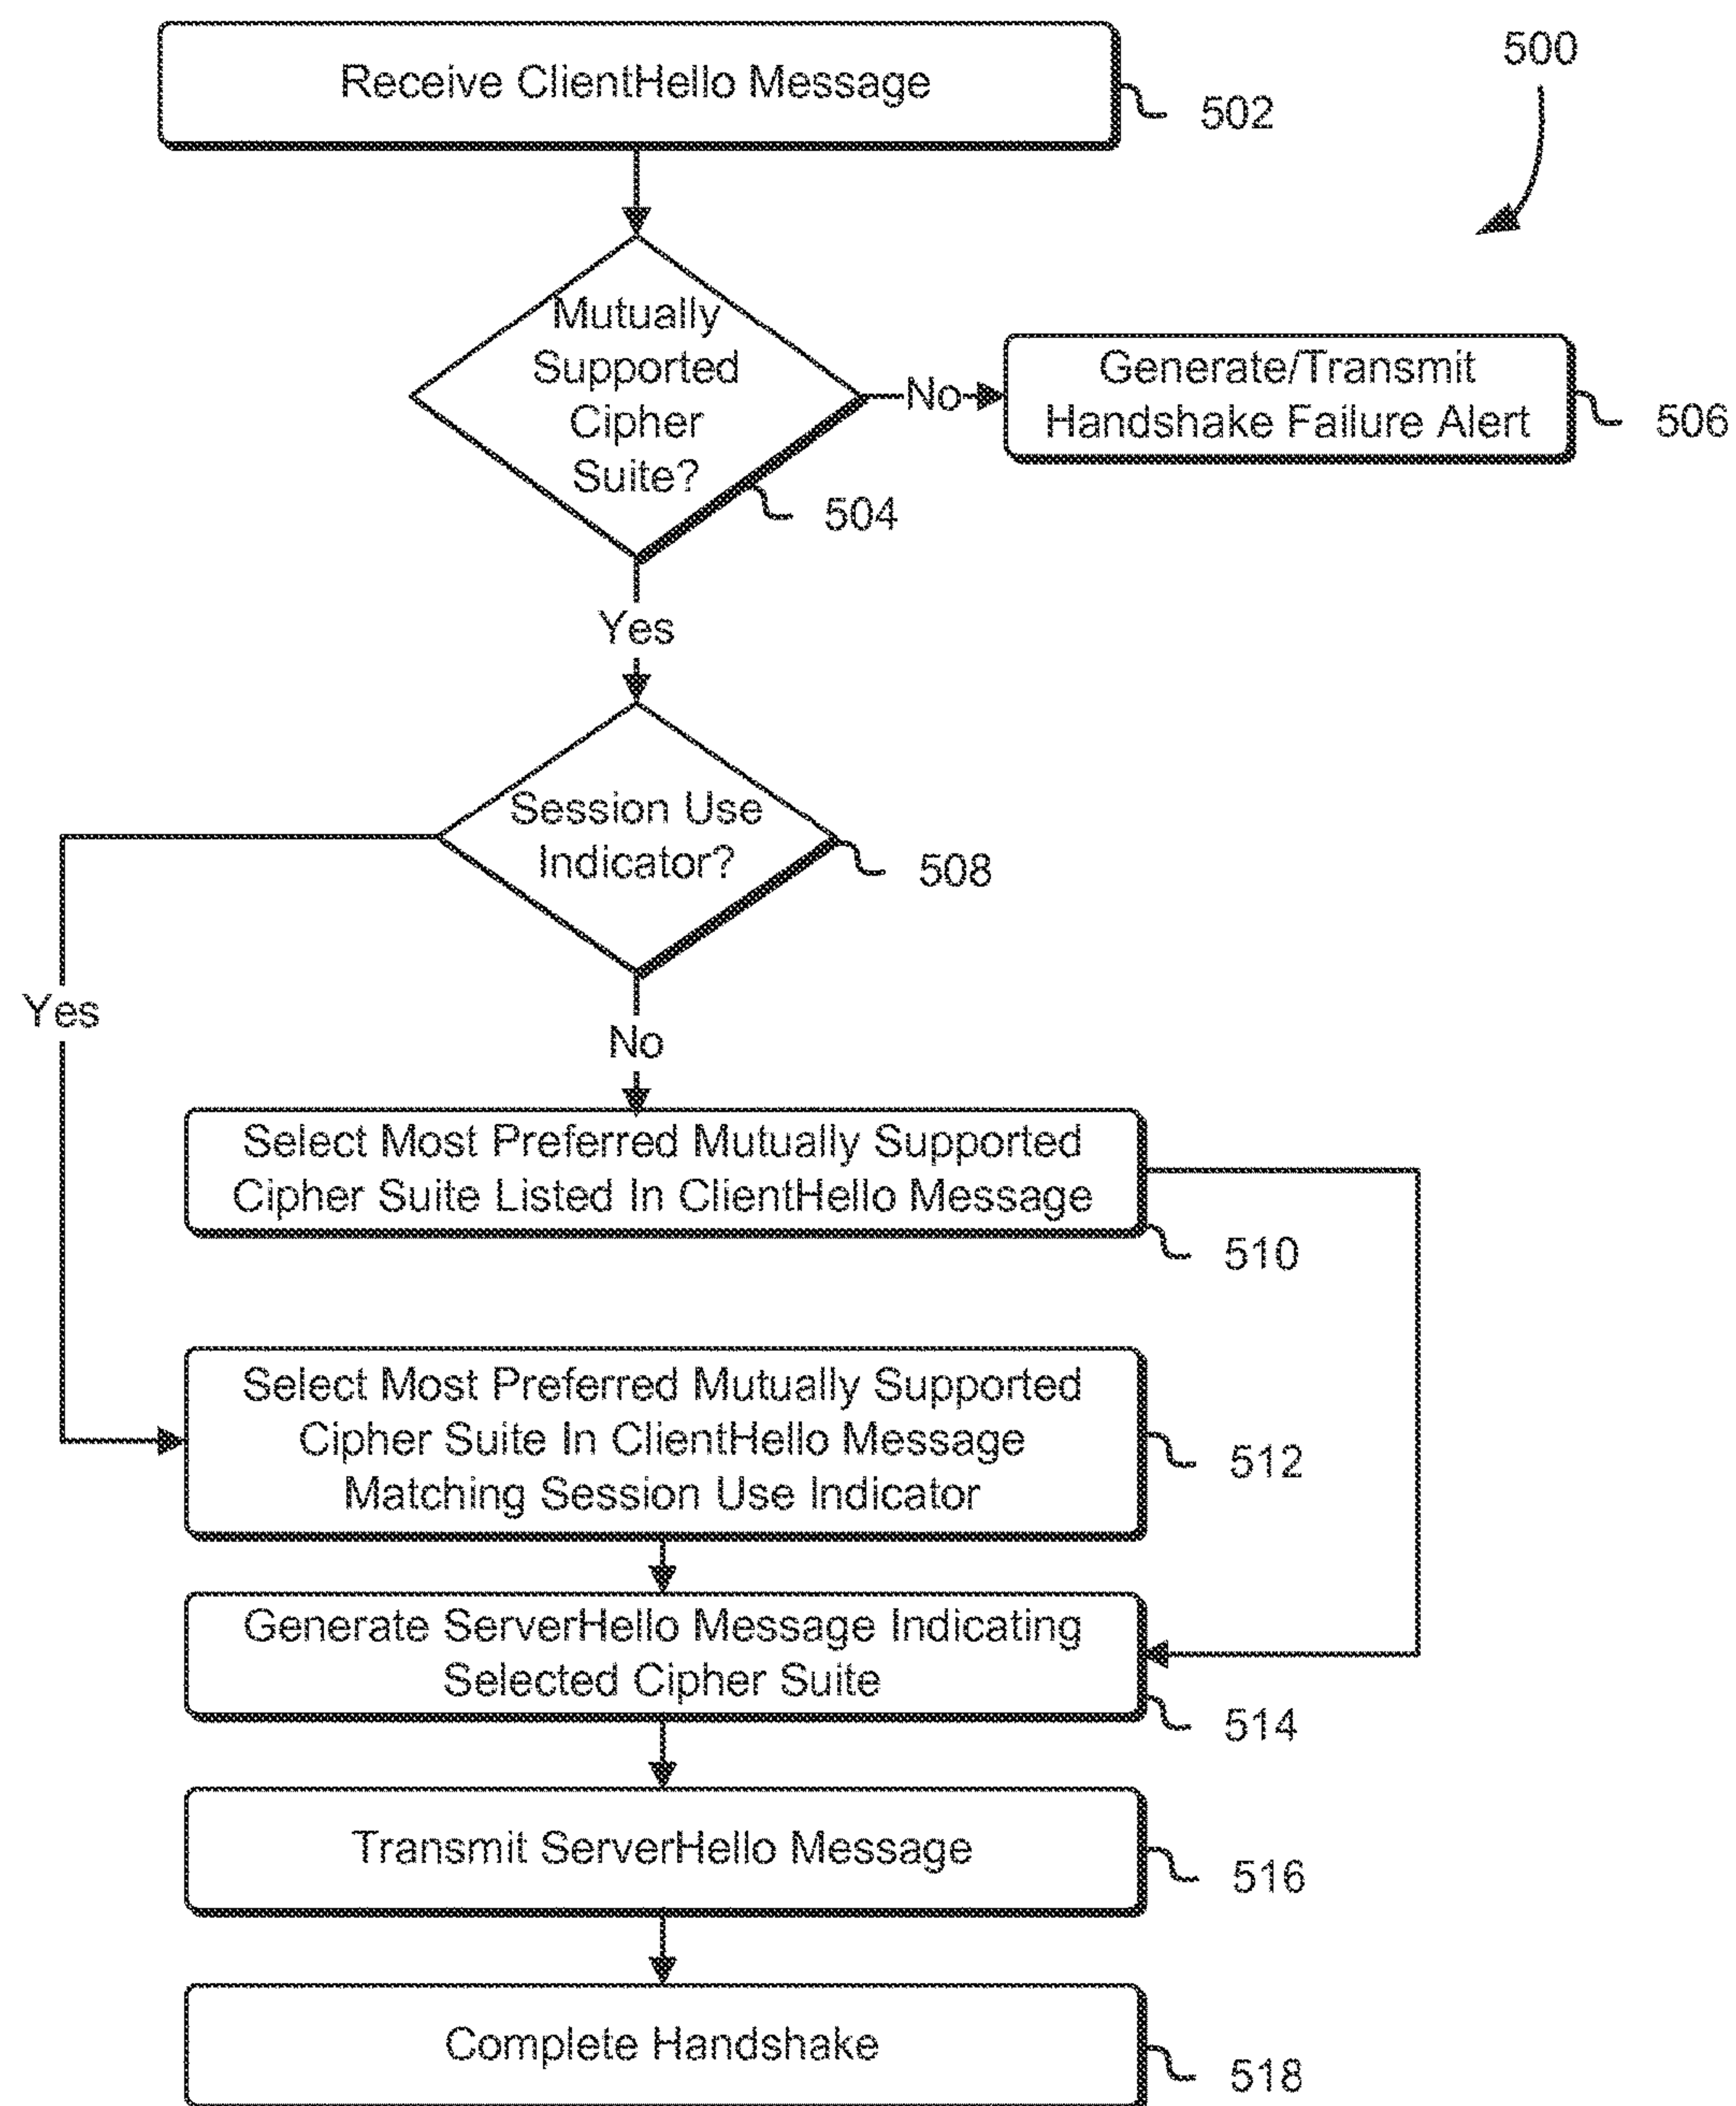 500
Receive ClientHello Message
502
Mutually
Supported
Cipher
Suite?
504
No
Generate/Transmit
Handshake Failure Alert
506
Yes
Session Use
Indicator?
508
Yes
No
Select Most Preferred Mutually Supported
Cipher Suite Listed In ClientHello Message
510
Select Most Preferred Mutually Supported
Cipher Suite In ClientHello Message
Matching Session Use Indicator
512
Generate ServerHello Message Indicating
Selected Cipher Suite
514
Transmit ServerHello Message
516
Complete Handshake
518